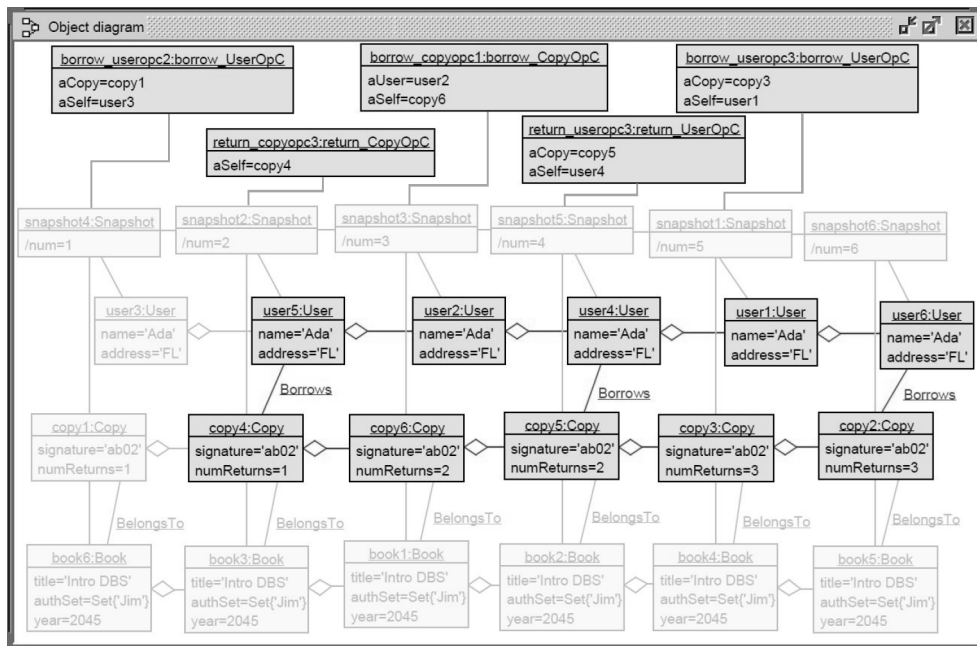 Object diagram
borrow_useropc2:borrow_UserOpC
aCopy=copy1
aSelf=user3
borrow_copyopc1:borrow_CopyOpC
aUser=user2
aSelf=copy6
borrow_useropc3:borrow_UserOpC
aCopy=copy3
aSelf=user1
return_copyopc3:return_CopyOpC
aSelf=copy4
return_useropc3:return_UserOpC
aCopy=copy5
aSelf=user4
snapshot4:Snapshot
/num=1
snapshot2:Snapshot
/num=2
snapshot3:Snapshot
/num=3
snapshot5:Snapshot
/num=4
snapshot1:Snapshot
/num=5
snapshot6:Snapshot
/num=6
user3:User
name='Ada'
address='FL'
user5:User
name='Ada'
address='FL'
user2:User
name='Ada'
address='FL'
user4:User
name='Ada'
address='FL'
user1:User
name='Ada'
address='FL'
user6:User
name='Ada'
address='FL'
Borrows
Borrows
Borrows
copy1:Copy
signature='ab02'
numReturns=1
copy4:Copy
signature='ab02'
numReturns=1
copy6:Copy
signature='ab02'
numReturns=2
copy5:Copy
signature='ab02'
numReturns=2
copy3:Copy
signature='ab02'
numReturns=3
copy2:Copy
signature='ab02'
numReturns=3
BelongsTo
BelongsTo
BelongsTo
BelongsTo
BelongsTo
BelongsTo
book6:Book
title='Intro DBS'
authSet=Set{'Jim'}
year=2045
book3:Book
title='Intro DBS'
authSet=Set{'Jim'}
year=2045
book1:Book
title='Intro DBS'
authSet=Set{'Jim'}
year=2045
book2:Book
title='Intro DBS'
authSet=Set{'Jim'}
year=2045
book4:Book
title='Intro DBS'
authSet=Set{'Jim'}
year=2045
book5:Book
title='Intro DBS'
authSet=Set{'Jim'}
year=2045